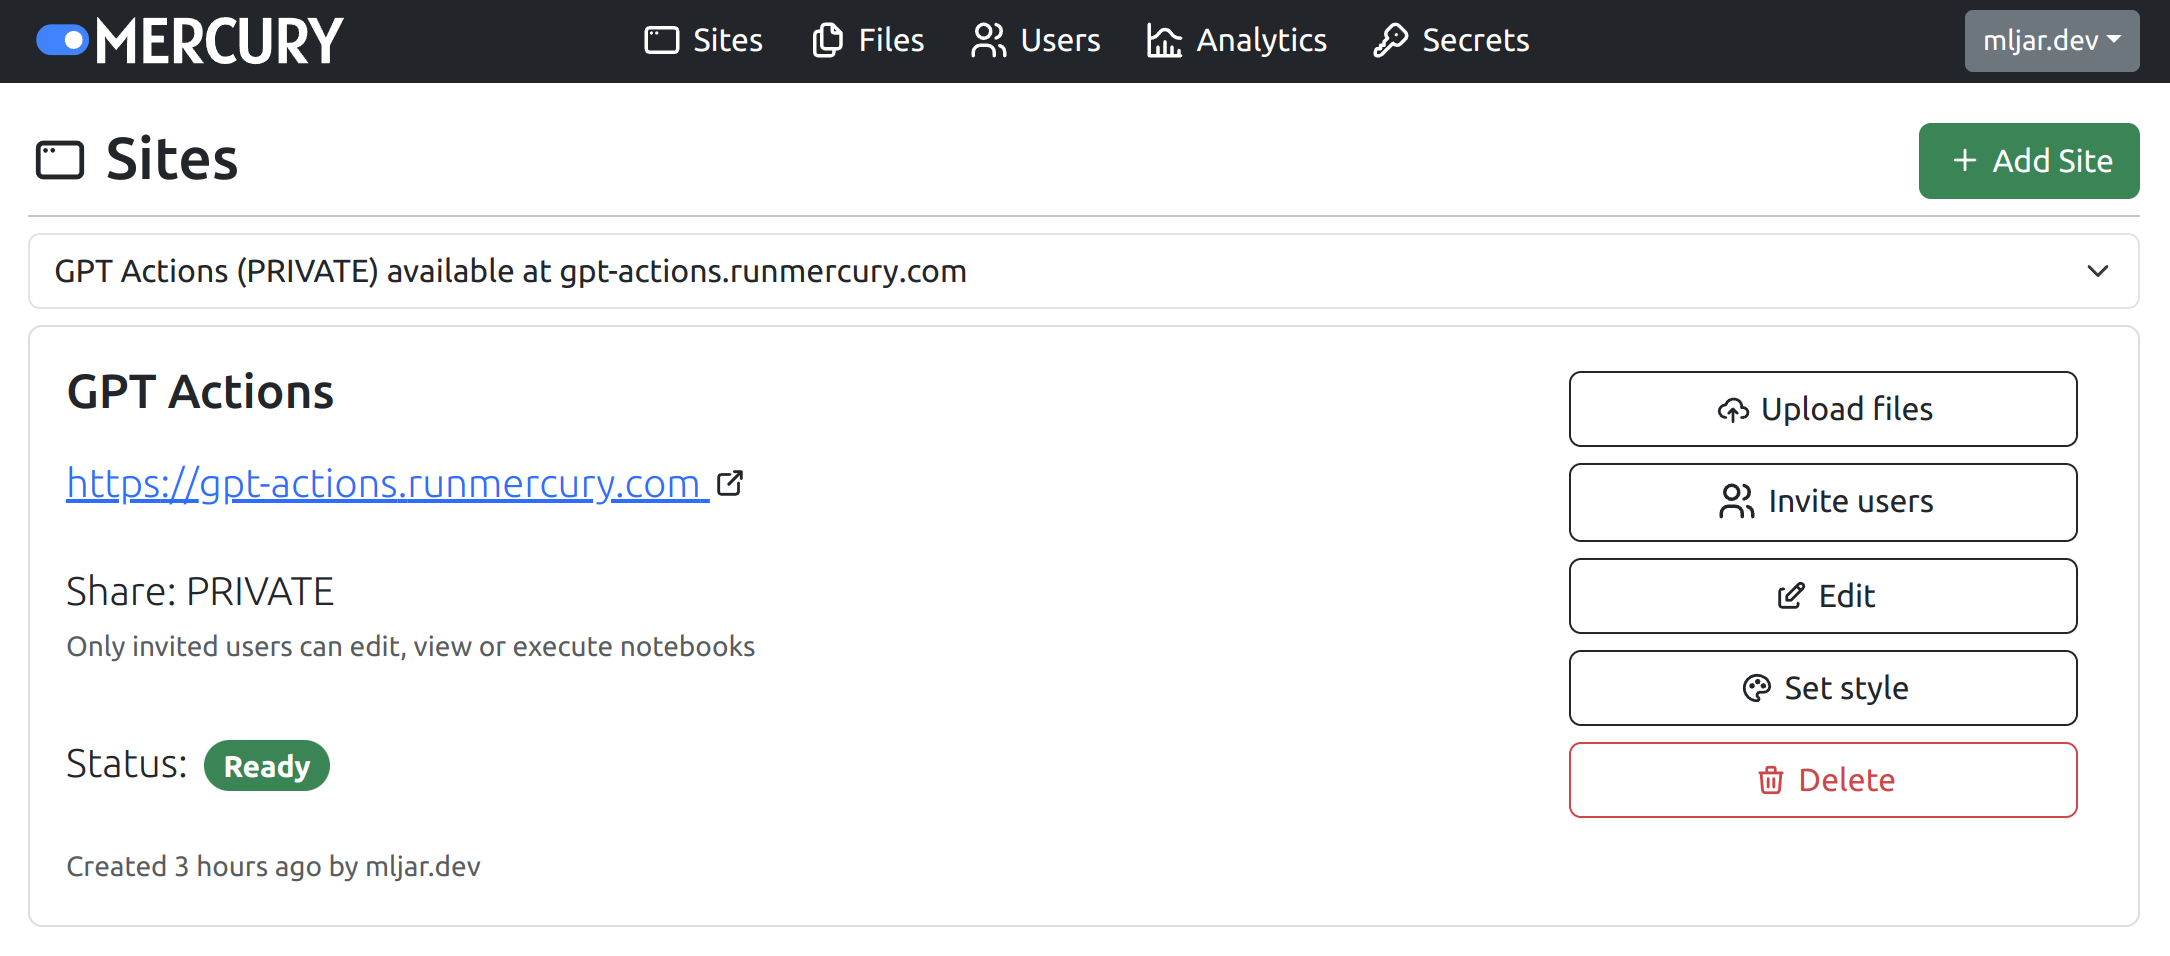 MERCURY
Sites
Files
Users
Analytics
Secrets
mljar.dev
Sites
+ Add Site
GPT Actions (PRIVATE) available at gpt-actions.runmercury.com
GPT Actions
https://gpt-actions.runmercury.com
Share: PRIVATE
Only invited users can edit, view or execute notebooks
Status: Ready
Created 3 hours ago by mljar.dev
Upload files
Invite users
Edit
Set style
Delete